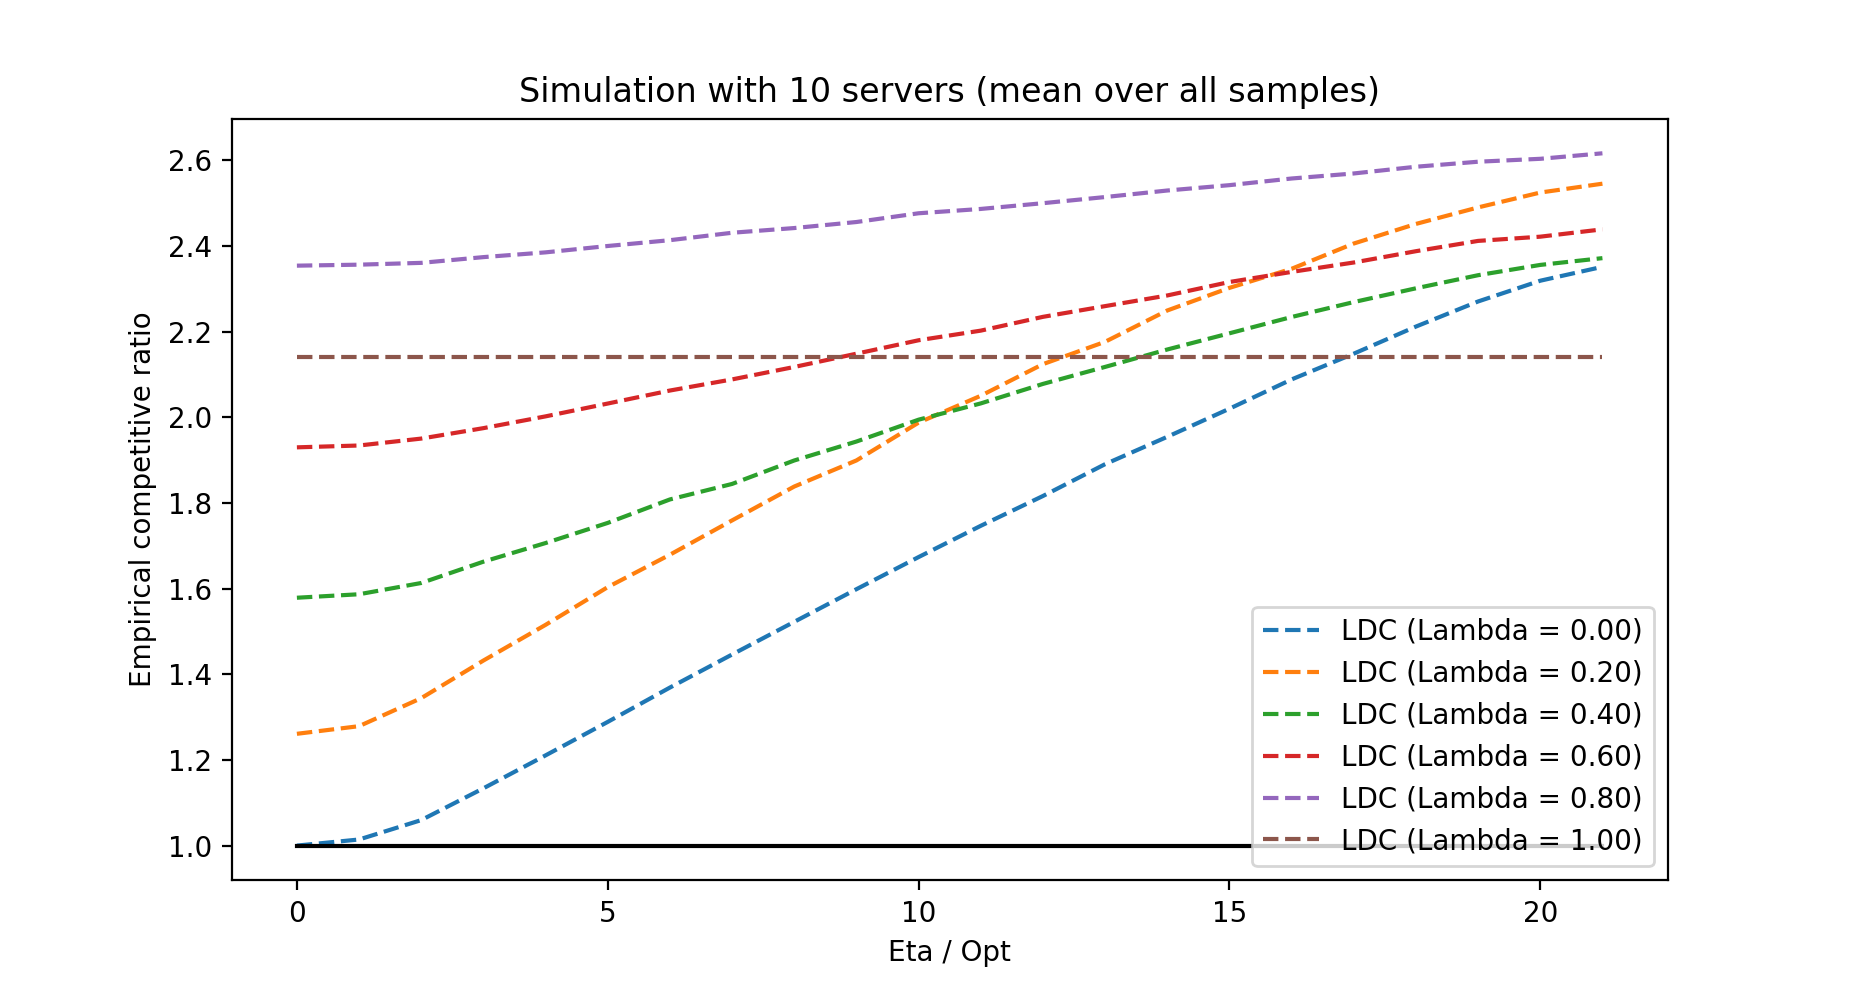 Simulation with 10 servers (mean over all samples)
Empirical competitive ratio
2.6
2.4
2.2
2.0
1.8
1.6
1.4
1.2
1.0
LDC (Lambda = 0.00)
LDC (Lambda = 0.20)
LDC (Lambda = 0.40)
LDC (Lambda = 0.60)
LDC (Lambda = 0.80)
LDC (Lambda = 1.00)
0 5 10 15 20
Eta / Opt